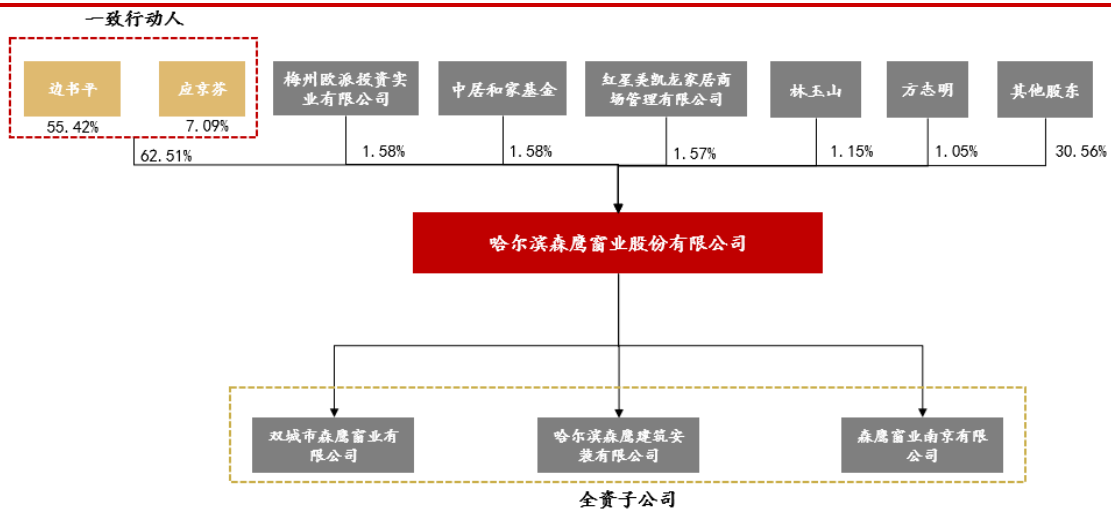 一致行动人
边书平
应京芬
梅州欧派投资实
业有限公司
中居和家基金
红星美凯龙家居商
场管理有限公司
林玉山
方志明
其他股东
55.42%
7.09%
62.51%
1.58%
1.58%
1.57%
1.15%
1.05%
30.56%
哈尔滨森鹰窗业股份有限公司
双城市森鹰窗业有
限公司
哈尔滨森鹰建筑安
装有限公司
森鹰窗业南京有限
公司
全资子公司